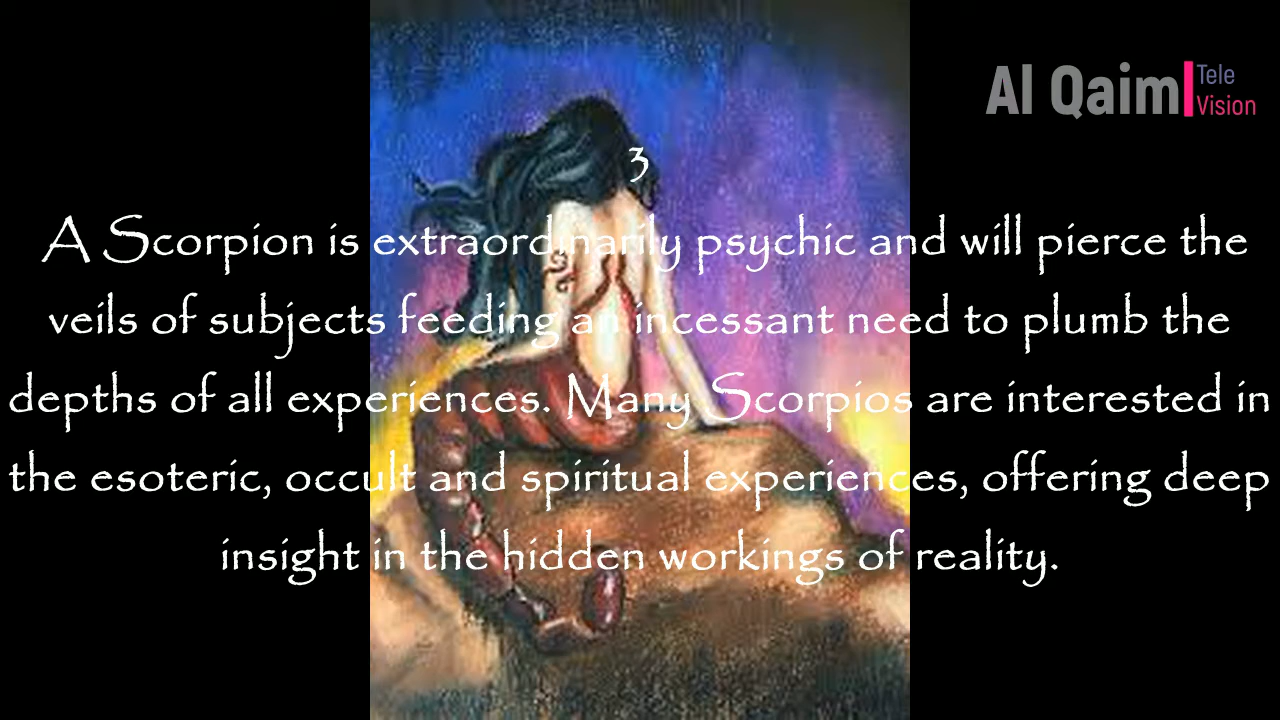 Al Qaim Tele
Vision
3
A Scorpion is extraordinarily psychic and will pierce the
veils of subjects feeding an incessant need to plumb the
depths of all experiences. Many Scorpios are interested in
the esoteric, occult and spiritual experiences, offering deep
insight in the hidden workings of reality.